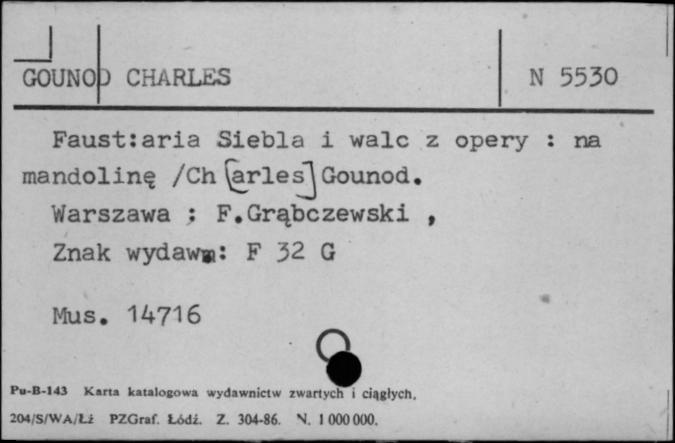 GOUNOD CHARLES N 5530
Faust:aria Siebla i walc z opery : na
mandolinę /Ch[arles] Gounod.
Warszawa ; F.Grąbczewski ,
Znak wydawn: F 32 G
Mus. 14716
Pu-B-143 Karta katalogowa wydawnictw zwartych i ciągłych.
204/S/WA/Łż PZGraf. Łódź. Z. 304-86. N. 1 000 000.